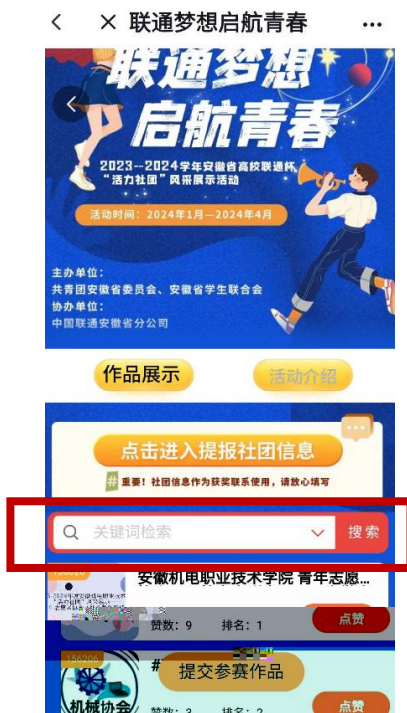 联通梦想启航青春
联通梦想
启航青春
2023--2024学年安徽省高校联通杯
“活力社团”风采展示活动
活动时间：2024年1月—2024年4月
主办单位：
共青团安徽省委员会、安徽省学生联合会
协办单位：
中国联通安徽省分公司
作品展示
活动介绍
点击进入提报社团信息
#重要！社团信息作为获奖联系使用，请放心填写
关键词检索
搜索
安徽机电职业技术学院 青年志愿...
赞数：9 排名：1
点赞
156206
#
提交参赛作品
机械协会
赞数：3 排名：2
点赞